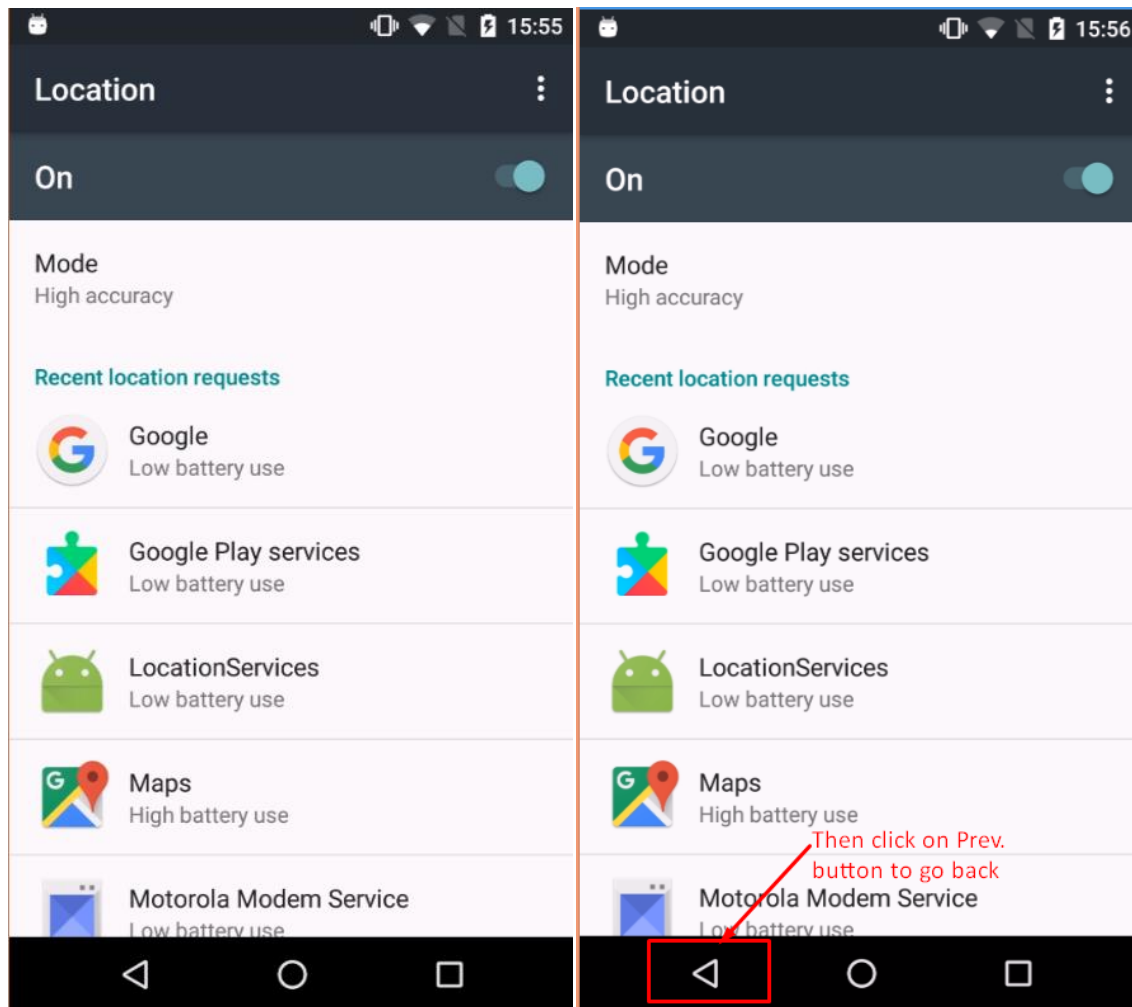 15:55
Location
On
Mode
High accuracy
Recent location requests
Google
Low battery use
Google Play services
Low battery use
LocationServices
Low battery use
G
Maps
High battery use
Motorola Modem Service
Low battery use
15:56
Location
On
Mode
High accuracy
Recent location requests
Google
Low battery use
Google Play services
Low battery use
LocationServices
Low battery use
G
Maps
High battery use
Then click on Prev.
button to go back
Motorola Modem Service
Low battery use